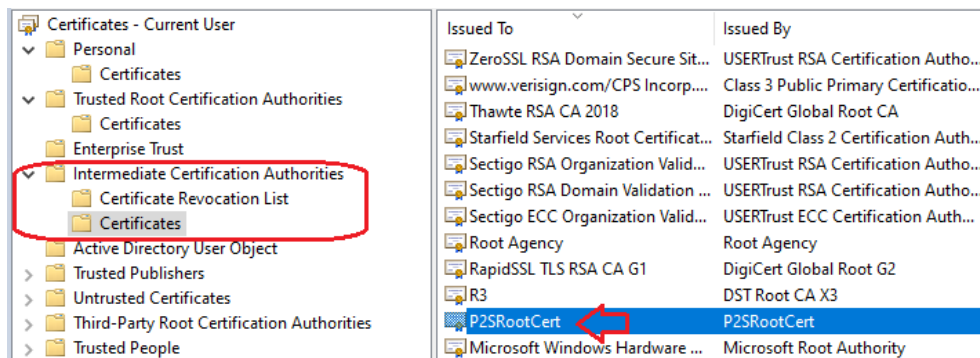 Certificates - Current User
Personal
Certificates
Trusted Root Certification Authorities
Certificates
Enterprise Trust
Intermediate Certification Authorities
Certificate Revocation List
Certificates
Active Directory User Object
Trusted Publishers
Untrusted Certificates
Third-Party Root Certification Authorities
Trusted People
Issued To Issued By
ZeroSSL RSA Domain Secure Sit... USERTrust RSA Certification Autho...
www.verisign.com/CPS Incorp.... Class 3 Public Primary Certificatio...
Thawte RSA CA 2018 DigiCert Global Root CA
Starfield Services Root Certificat... Starfield Class 2 Certification Auth...
Sectigo RSA Organization Valid... USERTrust RSA Certification Autho...
Sectigo RSA Domain Validation ... USERTrust RSA Certification Autho...
Sectigo ECC Organization Valid... USERTrust ECC Certification Auth...
Root Agency Root Agency
RapidSSL TLS RSA CA G1 DigiCert Global Root G2
R3 DST Root CA X3
P2SRootCert P2SRootCert
Microsoft Windows Hardware ... Microsoft Root Authority